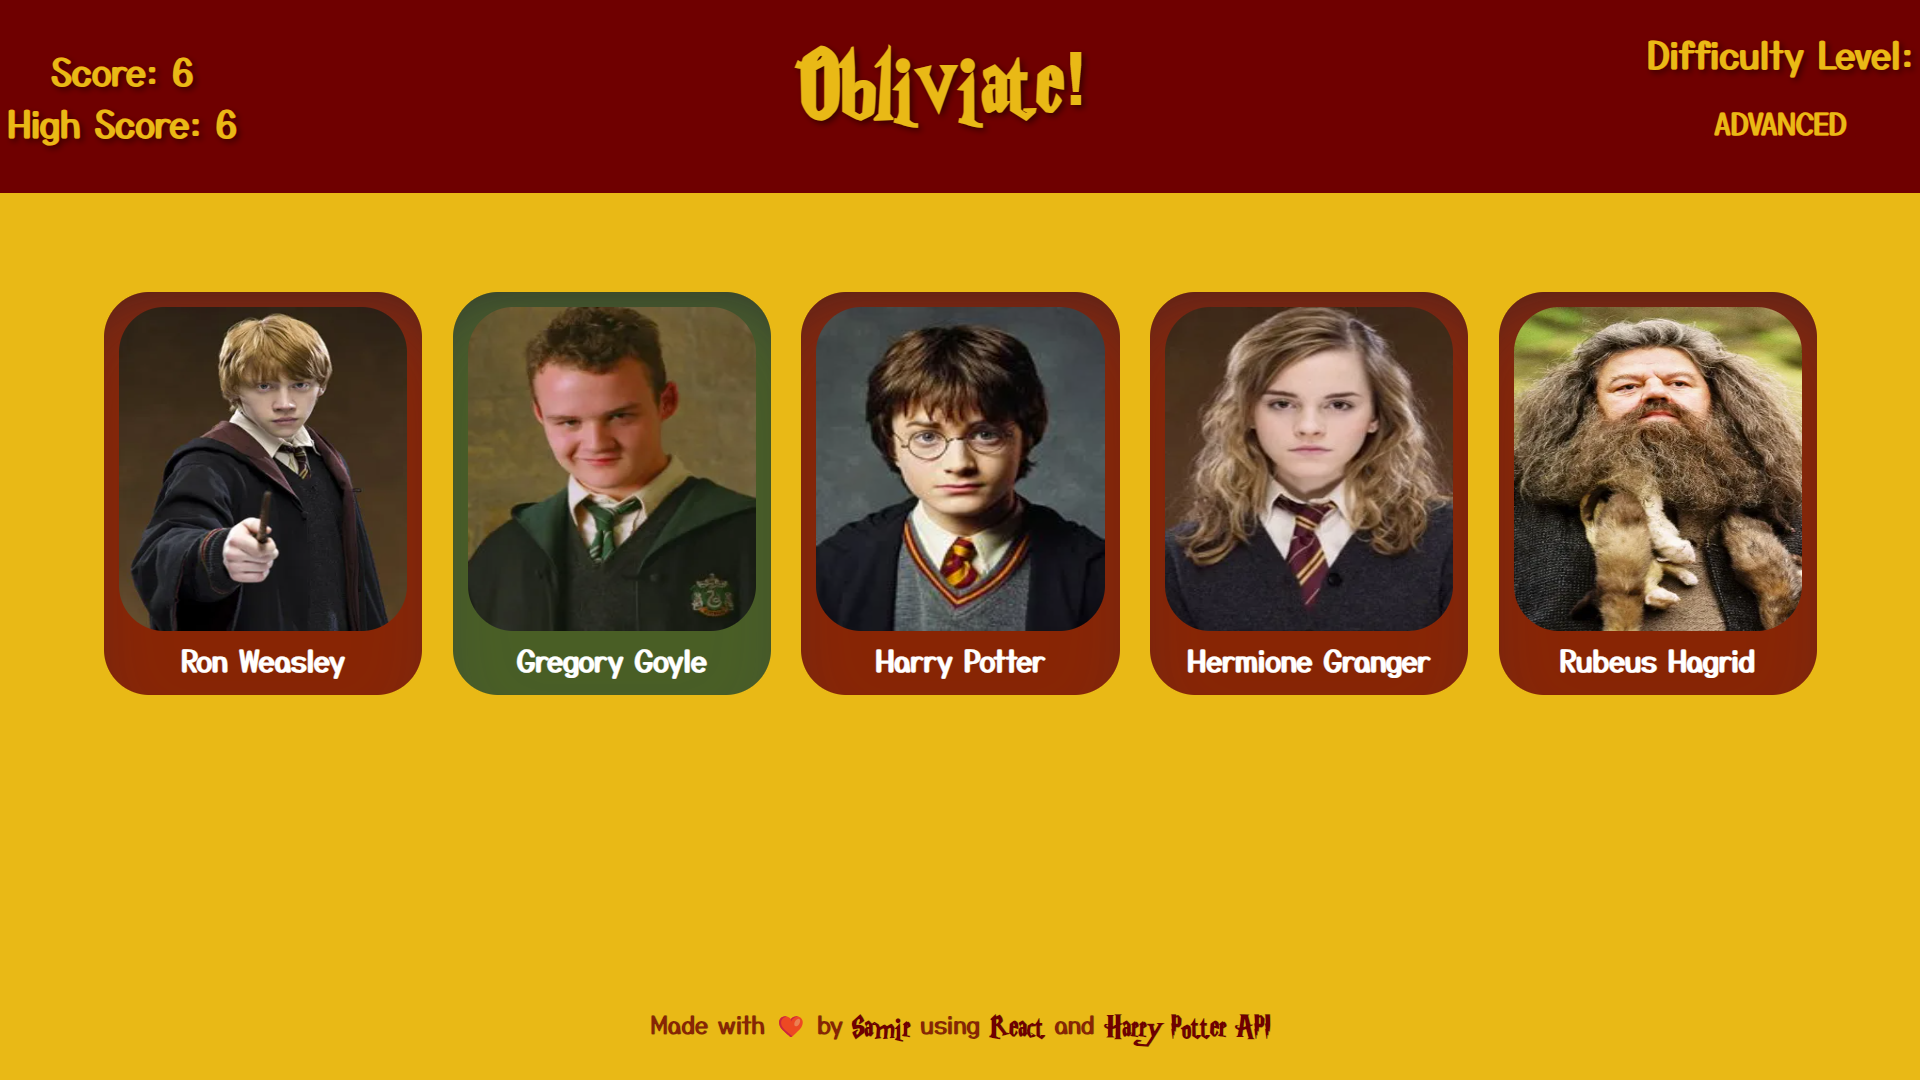 Score: 6
High Score: 6
Obliviate!
Difficulty Level:
ADVANCED
Ron Weasley
Gregory Goyle
Harry Potter
Hermione Granger
Rubeus Hagrid
Made with ❤️ by Samir using React and Harry Potter API